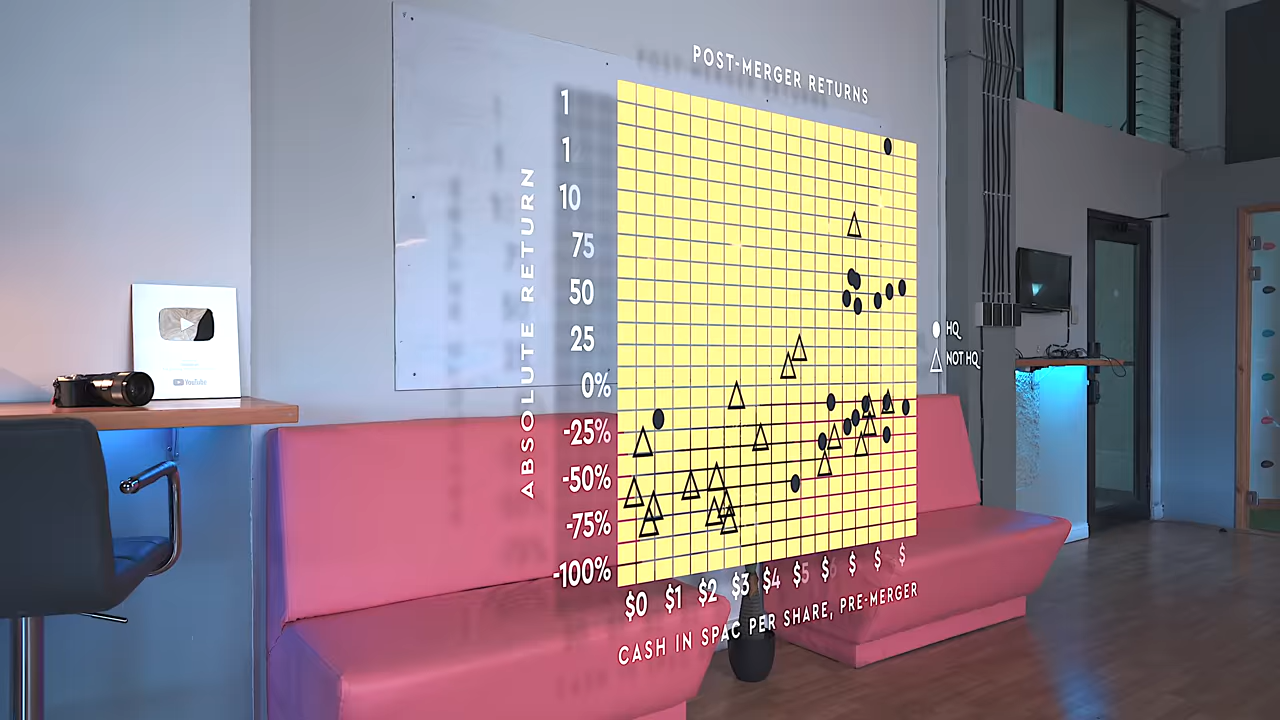 POST-MERGER RETURNS
ABSOLUTE RETURN
1
1
10
75
50
25
0%
-25%
-50%
-75%
-100%
$0 $1 $2 $3 $4 $5 $6 $ $ $
CASH IN SPAC PER SHARE, PRE-MERGER
HQ
NOT HQ
YouTube